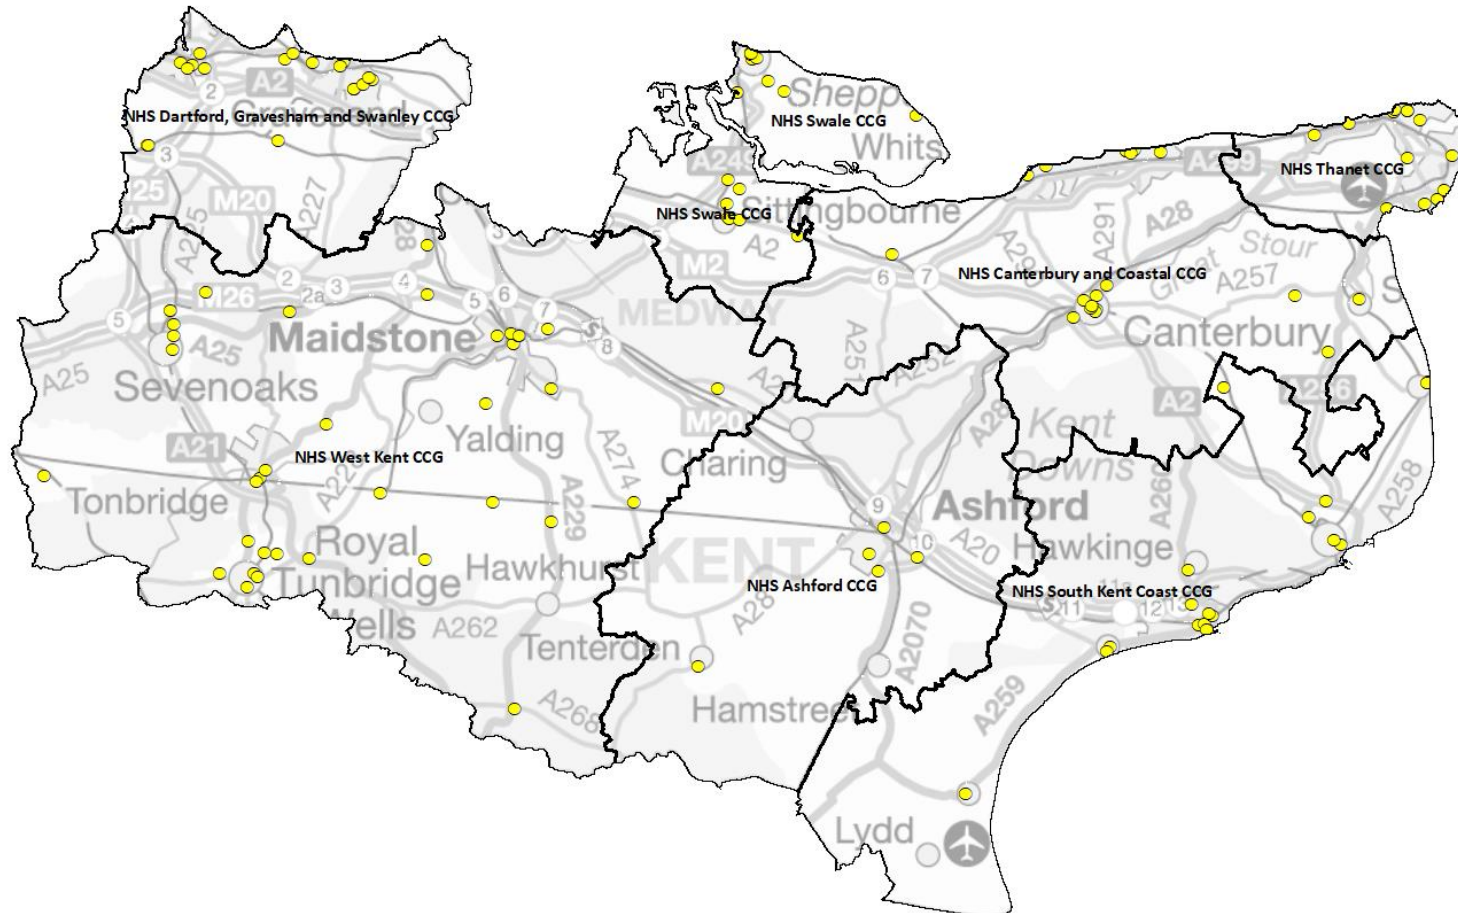 2
A2
Gravesend
NHS Dartford, Gravesham and Swanley CCG
Shepp
NHS Swale CCG
Whits
3
M20
A227
A249
A299
NHS Thanet CCG
Sittingbourne
NHS Swale CCG
A2
A291
A28
M2
6
7
NHS Canterbury and Coastal CCG
Great Stour
A257
2
2a
3
4
5
6
7
S
8
M26
5
MEDWAY
Maidstone
Canterbury
A25
A25
Sevenoaks
A251
A252
A2
A256
M20
A28
Kent
Downs
A21
Yalding
Charing
A274
NHS West Kent CCG
A229
A258
Tonbridge
9
Ashford
10
A20
Hawkinge
Royal
Tunbridge
Wells
Hawkhurst
KENT
NHS Ashford CCG
NHS South Kent Coast CCG
S
11
11a
12
13
A262
A28
A2070
Tenterden
A259
A268
Hamstreet
Lydd